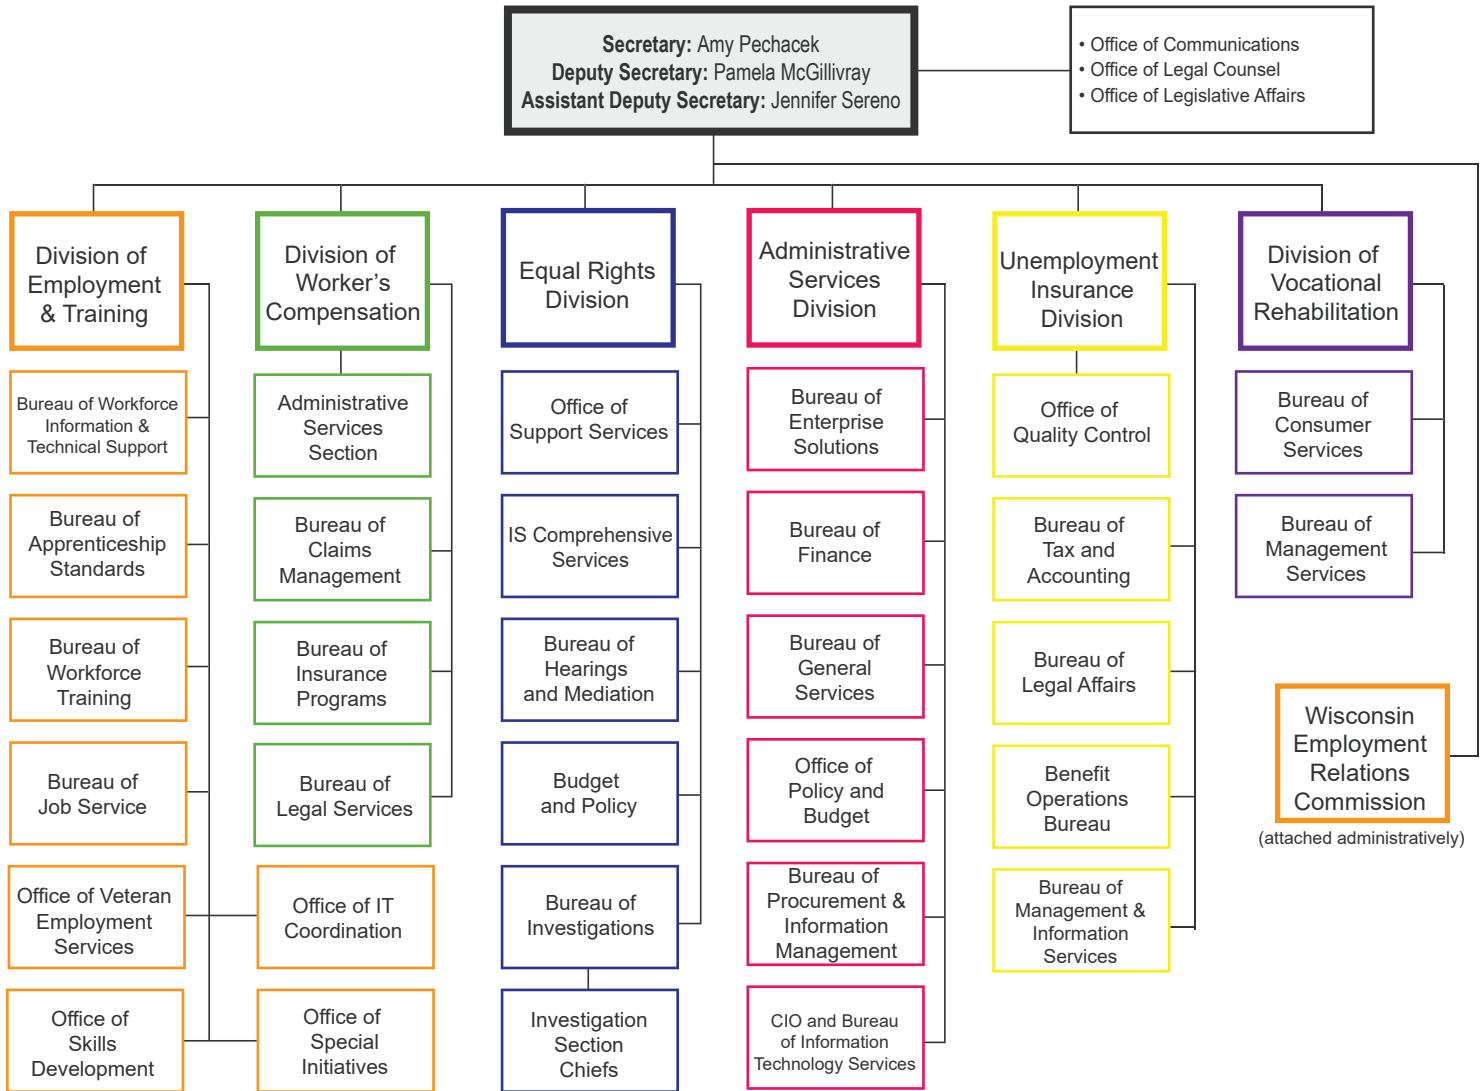 Secretary: Amy Pechacek
Deputy Secretary: Pamela McGillivray
Assistant Deputy Secretary: Jennifer Sereno
• Office of Communications
• Office of Legal Counsel
• Office of Legislative Affairs
Division of
Employment
& Training
Bureau of Workforce
Information &
Technical Support
Bureau of
Apprenticeship
Standards
Bureau of
Workforce
Training
Bureau of
Job Service
Office of Veteran
Employment
Services
Office of
Skills
Development
Office of IT
Coordination
Office of
Special
Initiatives
Division of
Worker’s
Compensation
Administrative
Services
Section
Bureau of
Claims
Management
Bureau of
Insurance
Programs
Bureau of
Legal Services
Equal Rights
Division
Office of
Support Services
IS Comprehensive
Services
Bureau of
Hearings
and Mediation
Budget
and Policy
Bureau of
Investigations
Investigation
Section
Chiefs
Administrative
Services
Division
Bureau of
Enterprise
Solutions
Bureau of
Finance
Bureau of
General
Services
Office of
Policy and
Budget
Bureau of
Procurement &
Information
Management
CIO and Bureau
of Information
Technology Services
Unemployment
Insurance
Division
Office of
Quality Control
Bureau of
Tax and
Accounting
Bureau of
Legal Affairs
Benefit
Operations
Bureau
Bureau of
Management &
Information
Services
Division of
Vocational
Rehabilitation
Bureau of
Consumer
Services
Bureau of
Management
Services
Wisconsin
Employment
Relations
Commission
(attached administratively)